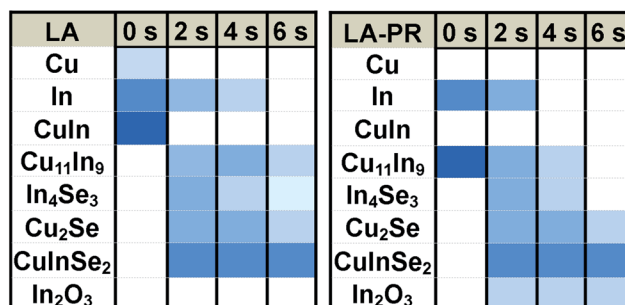 LA 0 s 2 s 4 s 6 s
Cu
In
CuIn
Cu₁₁In₉
In₄Se₃
Cu₂Se
CuInSe₂
In₂O₃
LA-PR 0 s 2 s 4 s 6 s
Cu
In
CuIn
Cu₁₁In₉
In₄Se₃
Cu₂Se
CuInSe₂
In₂O₃